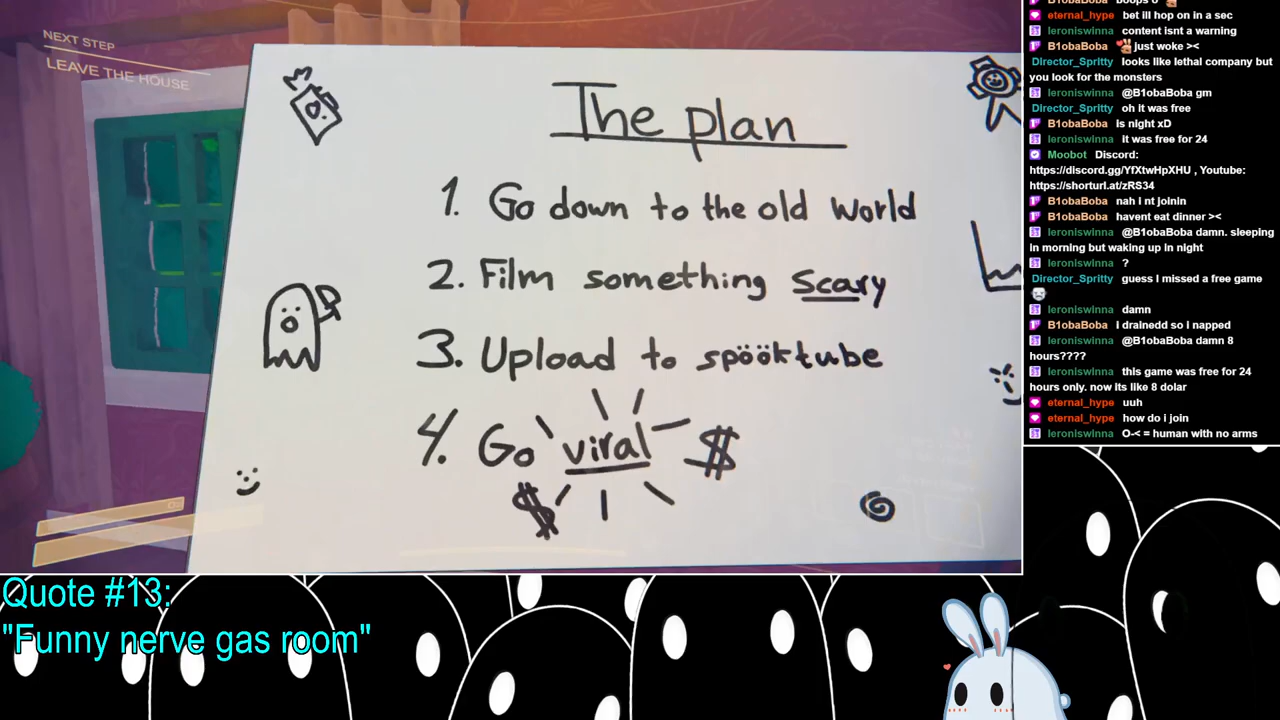 NEXT STEP
LEAVE THE HOUSE
The plan
1. Go down to the old world
2. Film something scary
3. Upload to spööktube
4. Go viral $
$
Quote #13:
"Funny nerve gas room"
eternal_hype bet ill hop on in a sec
leroniswinna content isnt a warning
B1obaBoba just woke ><
Director_Spritty looks like lethal company but
you look for the monsters
leroniswinna @B1obaBoba gm
Director_Spritty oh it was free
B1obaBoba is night xD
leroniswinna it was free for 24
Moobot Discord:
https://discord.gg/YfXtwHpXHU , Youtube:
https://shorturl.at/zRS34
B1obaBoba nah I nt joinin
B1obaBoba havent eat dinner ><
leroniswinna @B1obaBoba damn. sleeping
in morning but waking up in night
leroniswinna ?
Director_Spritty guess I missed a free game
leroniswinna damn
B1obaBoba i drainedd so i napped
leroniswinna @B1obaBoba damn 8
hours????
leroniswinna this game was free for 24
hours only. now its like 8 dolar
eternal_hype uuh
eternal_hype how do i join
leroniswinna O-< = human with no arms